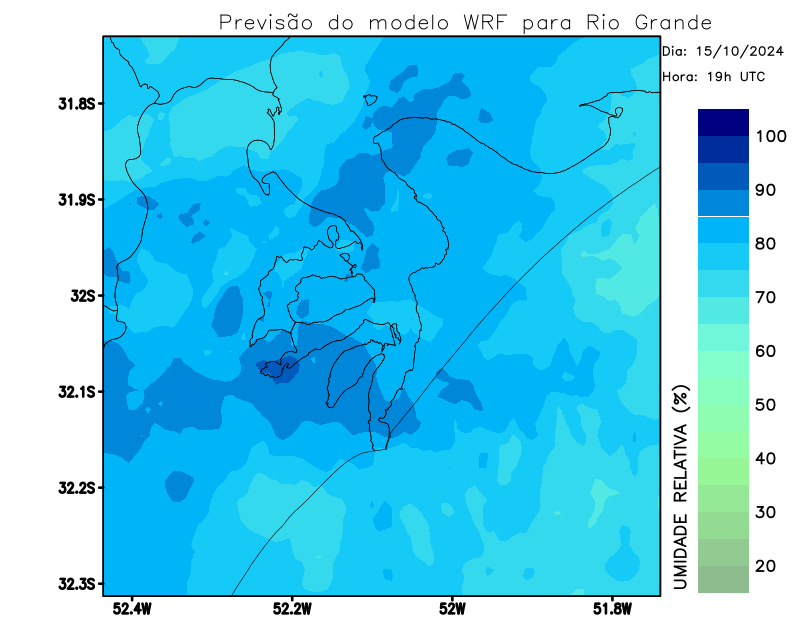 Previsão do modelo WRF para Rio Grande
Dia: 15/10/2024
Hora: 19h UTC
31.8S
31.9S
32S
32.1S
32.2S
32.3S
52.4W
52.2W
52W
51.8W
100
90
80
70
60
50
40
30
20
UMIDADE RELATIVA (%)